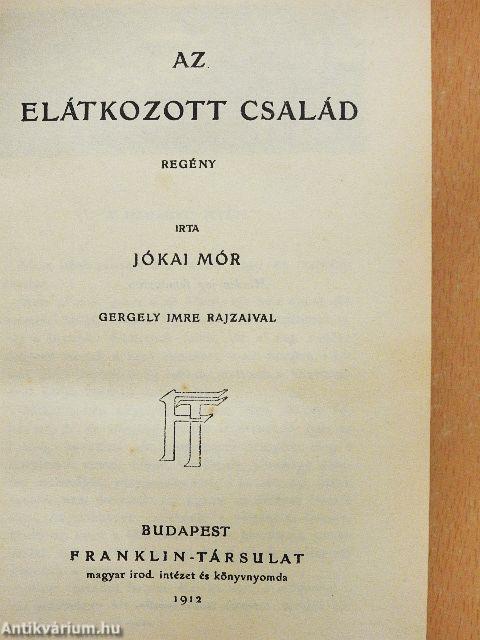 AZ
ELÁTKOZOTT CSALÁD
REGÉNY
IRTA
JÓKAI MÓR
GERGELY IMRE RAJZAIVAL
FT
BUDAPEST
FRANKLIN-TÁRSULAT
magyar irod. intézet és könyvnyomda
1912
Antikvárium.hu